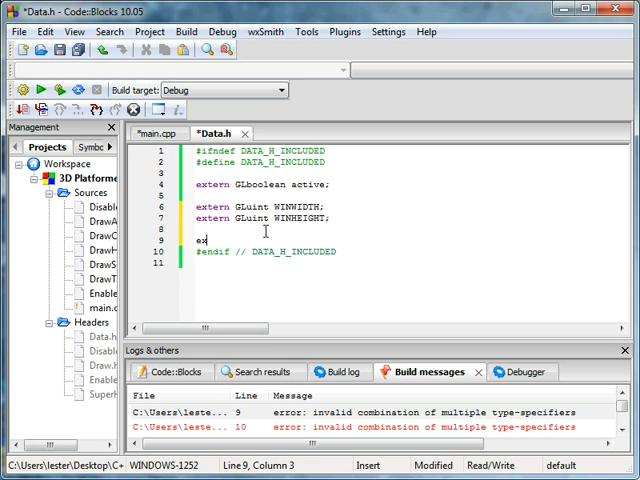 *Data.h - Code::Blocks 10.05
File Edit View Search Project Build Debug wxSmith Tools Plugins Settings Help
Build target: Debug
Management
Projects Symbc
*main.cpp *Data.h
Workspace
3D Platforme
Sources
Disable
DrawA
DrawC
DrawH
DrawS
DrawT
Enable
main.c
Headers
Data.h
Disable
Draw.h
Enable
SuperH
1 #ifndef DATA_H_INCLUDED
2 #define DATA_H_INCLUDED
3
4 extern GLboolean active;
5
6 extern GLuint WINWIDTH;
7 extern GLuint WINHEIGHT;
8
9 ex
10 #endif // DATA_H_INCLUDED
11
Logs & others
Code::Blocks Search results Build log Build messages Debugger
File Line Message
C:\Users\leste... 9 error: invalid combination of multiple type-specifiers
C:\Users\leste... 10 error: invalid combination of multiple type-specifiers
C:\Users\lester\Desktop\C+ WINDOWS-1252 Line 9, Column 3 Insert Modified Read/Write default